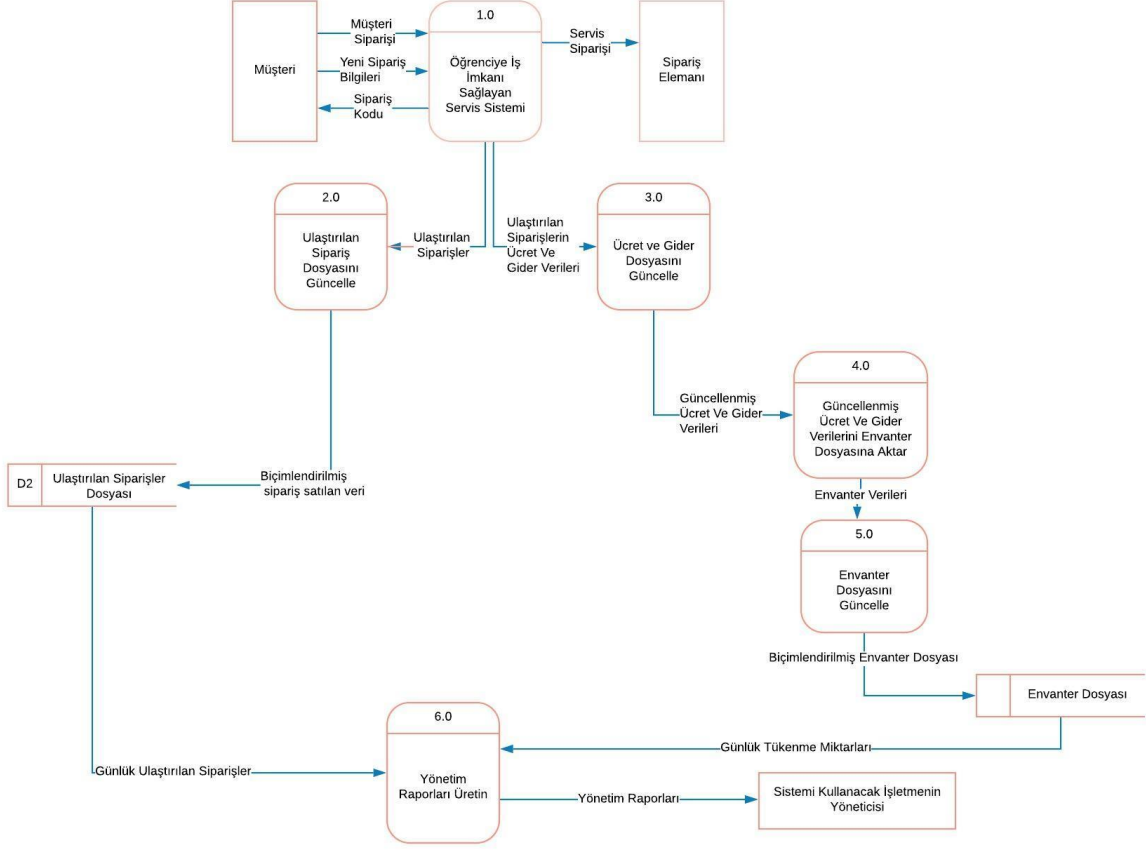 Müşteri
Müşteri
Siparişi
Yeni Sipariş
Bilgileri
Sipariş
Kodu
1.0
Öğrenciye İş
İmkanı
Sağlayan
Servis Sistemi
Servis
Siparişi
Sipariş
Elemanı
2.0
Ulaştırılan
Sipariş
Dosyasını
Güncelle
Ulaştırılan
Siparişler
Ulaştırılan
Siparişlerin
Ücret Ve
Gider Verileri
3.0
Ücret ve Gider
Dosyasını
Güncelle
Güncellenmiş
Ücret Ve Gider
Verileri
4.0
Güncellenmiş
Ücret Ve Gider
Verilerini Envanter
Dosyasına Aktar
D2
Ulaştırılan Siparişler
Dosyası
Biçimlendirilmiş
sipariş satılan veri
Envanter Verileri
5.0
Envanter
Dosyasını
Güncelle
Biçimlendirilmiş Envanter Dosyası
Envanter Dosyası
6.0
Yönetim
Raporları Üretin
Günlük Tükenme Miktarları
Günlük Ulaştırılan Siparişler
Yönetim Raporları
Sistemi Kullanacak İşletmenin
Yöneticisi